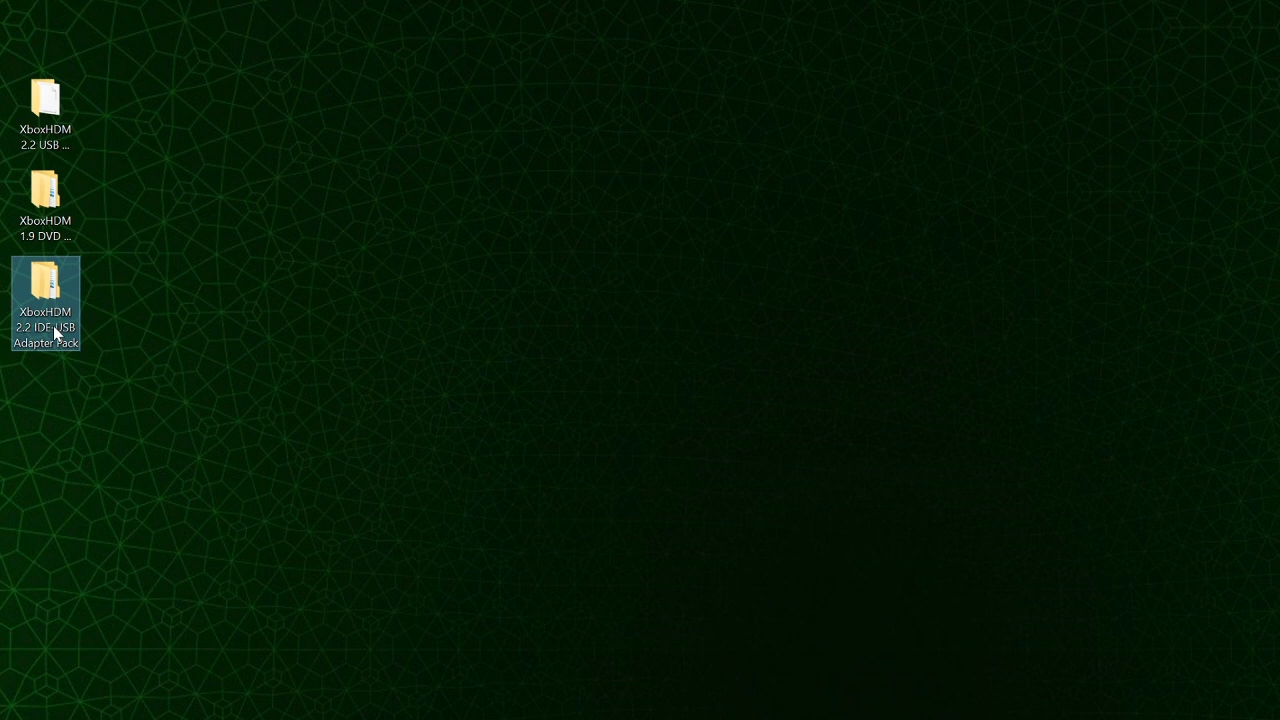 XboxHDM
2.2 USB ...
XboxHDM
1.9 DVD ...
XboxHDM
2.2 IDE USB
Adapter Pack